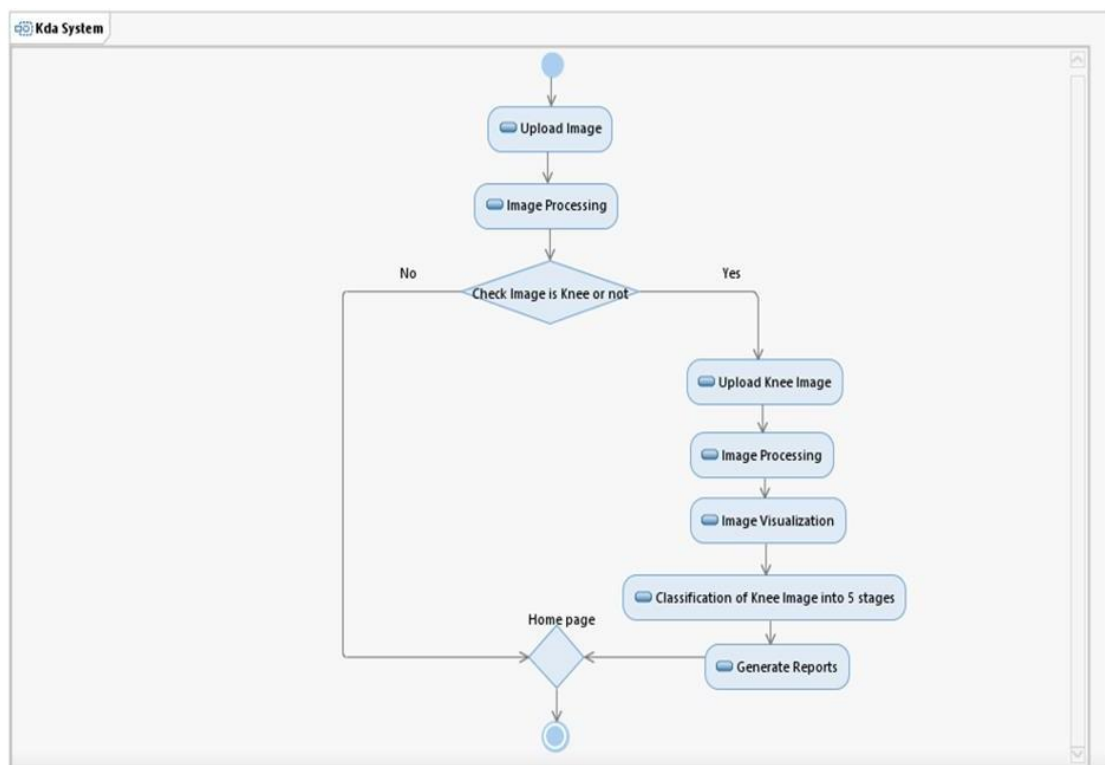 Kda System
Upload Image
Image Processing
Check Image is Knee or not
No
Yes
Upload Knee Image
Image Processing
Image Visualization
Classification of Knee Image into 5 stages
Home page
Generate Reports